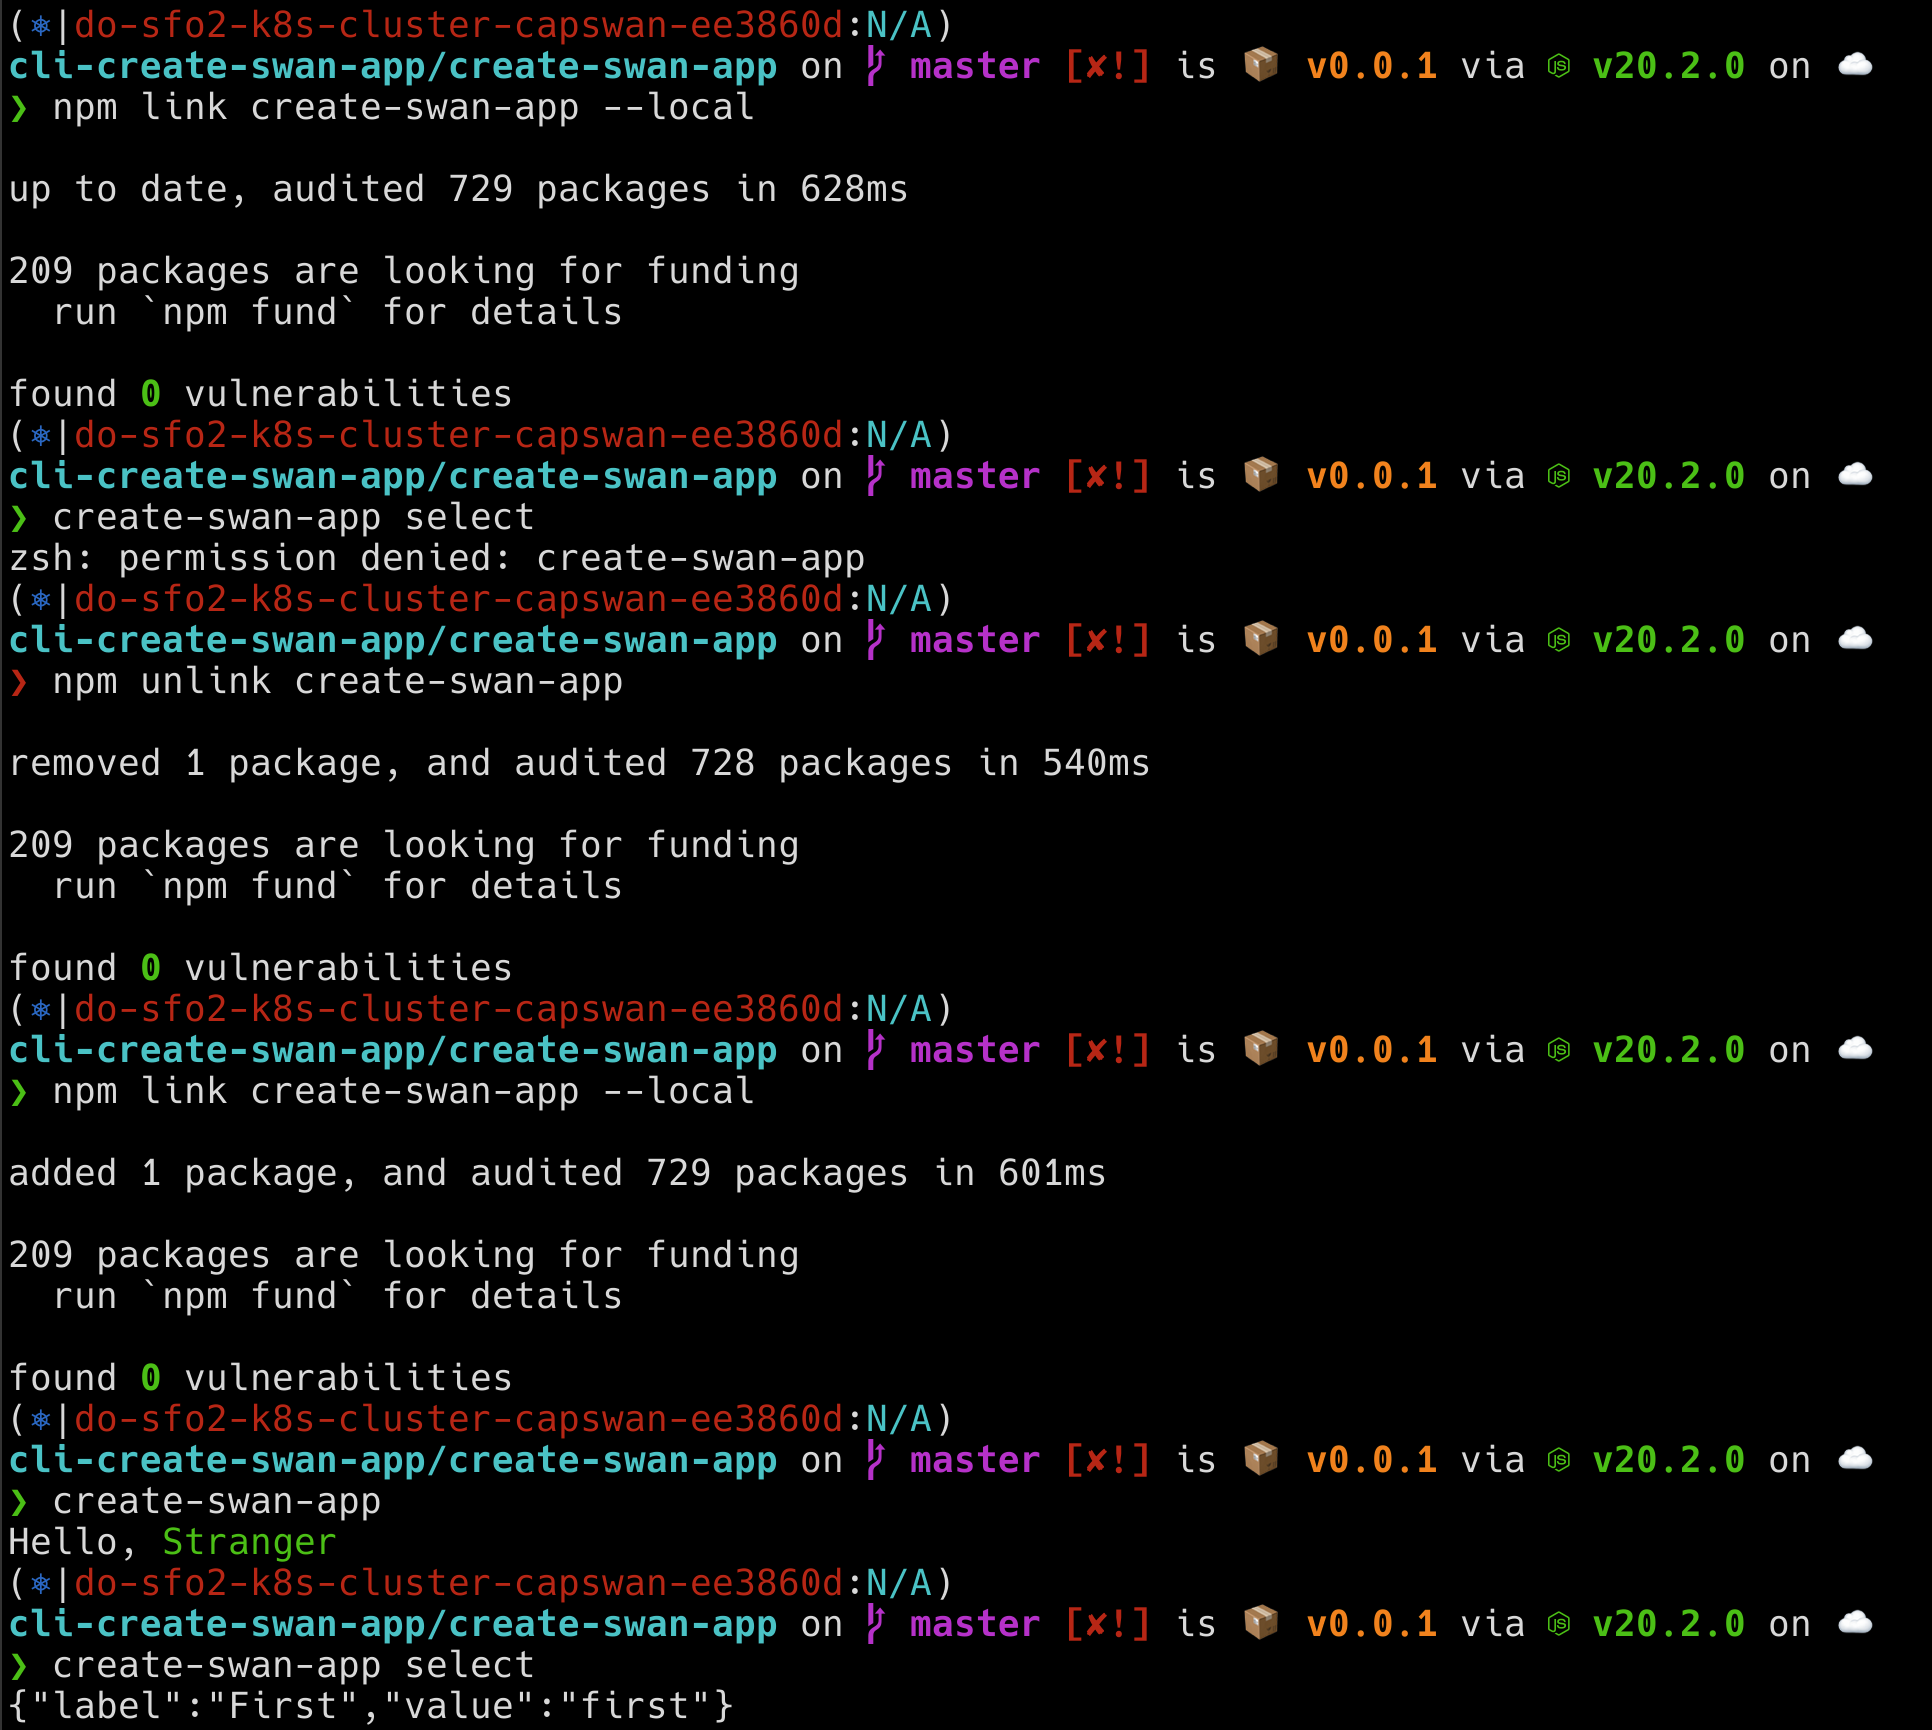 (⎈|do-sfo2-k8s-cluster-capswan-ee3860d:N/A)
cli-create-swan-app/create-swan-app on master [✘!] is 📦 v0.0.1 via v20.2.0 on ☁️
❯ npm link create-swan-app --local
up to date, audited 729 packages in 628ms
209 packages are looking for funding
  run `npm fund` for details
found 0 vulnerabilities
(⎈|do-sfo2-k8s-cluster-capswan-ee3860d:N/A)
cli-create-swan-app/create-swan-app on master [✘!] is 📦 v0.0.1 via v20.2.0 on ☁️
❯ create-swan-app select
zsh: permission denied: create-swan-app
(⎈|do-sfo2-k8s-cluster-capswan-ee3860d:N/A)
cli-create-swan-app/create-swan-app on master [✘!] is 📦 v0.0.1 via v20.2.0 on ☁️
❯ npm unlink create-swan-app
removed 1 package, and audited 728 packages in 540ms
209 packages are looking for funding
  run `npm fund` for details
found 0 vulnerabilities
(⎈|do-sfo2-k8s-cluster-capswan-ee3860d:N/A)
cli-create-swan-app/create-swan-app on master [✘!] is 📦 v0.0.1 via v20.2.0 on ☁️
❯ npm link create-swan-app --local
added 1 package, and audited 729 packages in 601ms
209 packages are looking for funding
  run `npm fund` for details
found 0 vulnerabilities
(⎈|do-sfo2-k8s-cluster-capswan-ee3860d:N/A)
cli-create-swan-app/create-swan-app on master [✘!] is 📦 v0.0.1 via v20.2.0 on ☁️
❯ create-swan-app
Hello, Stranger
(⎈|do-sfo2-k8s-cluster-capswan-ee3860d:N/A)
cli-create-swan-app/create-swan-app on master [✘!] is 📦 v0.0.1 via v20.2.0 on ☁️
❯ create-swan-app select
{"label":"First","value":"first"}